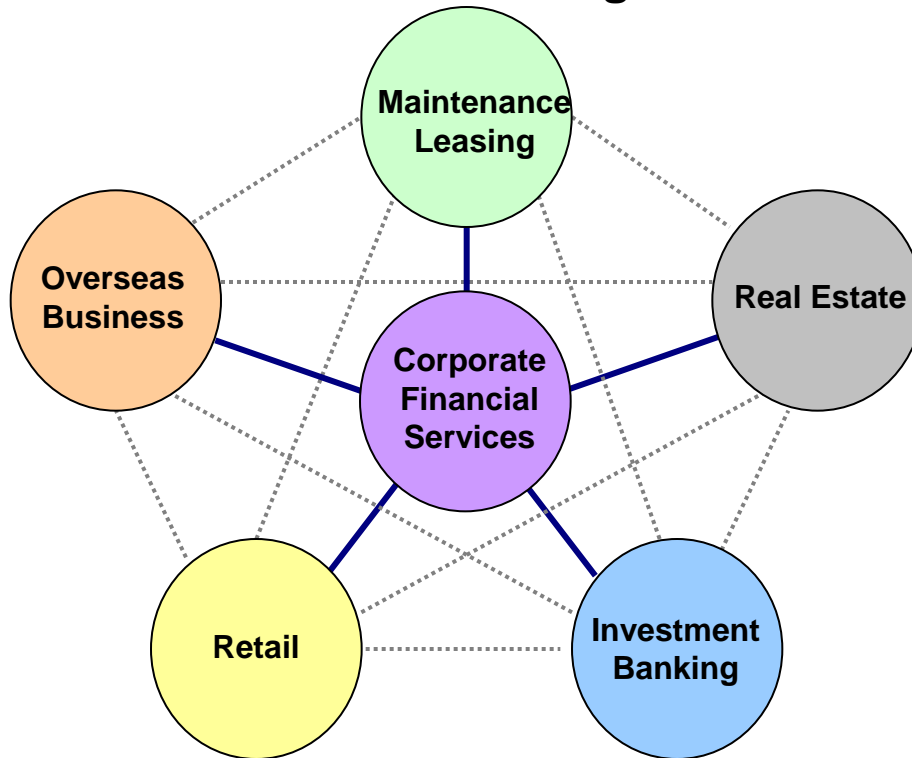 Maintenance
Leasing
Overseas
Business
Real Estate
Corporate
Financial
Services
Retail
Investment
Banking